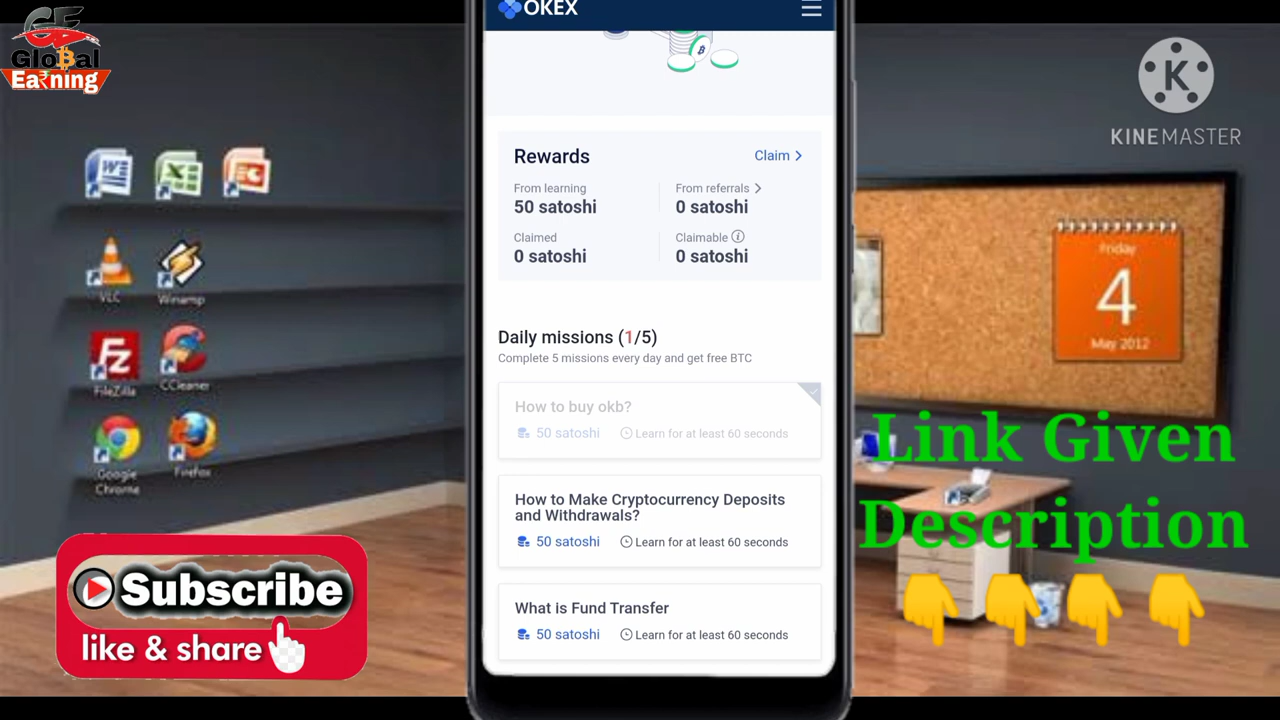 GE
Global
Earning
VLC
Winamp
FileZilla
CCleaner
Google
Chrome
Firefox
Subscribe
like & share
OKEX
Rewards
Claim >
From learning
50 satoshi
From referrals >
0 satoshi
Claimed
0 satoshi
Claimable
0 satoshi
Daily missions (1/5)
Complete 5 missions every day and get free BTC
How to buy okb?
50 satoshi
Learn for at least 60 seconds
How to Make Cryptocurrency Deposits
and Withdrawals?
50 satoshi
Learn for at least 60 seconds
What is Fund Transfer
50 satoshi
Learn for at least 60 seconds
K
KINEMASTER
Friday
4
May 2012
Link Given
Description